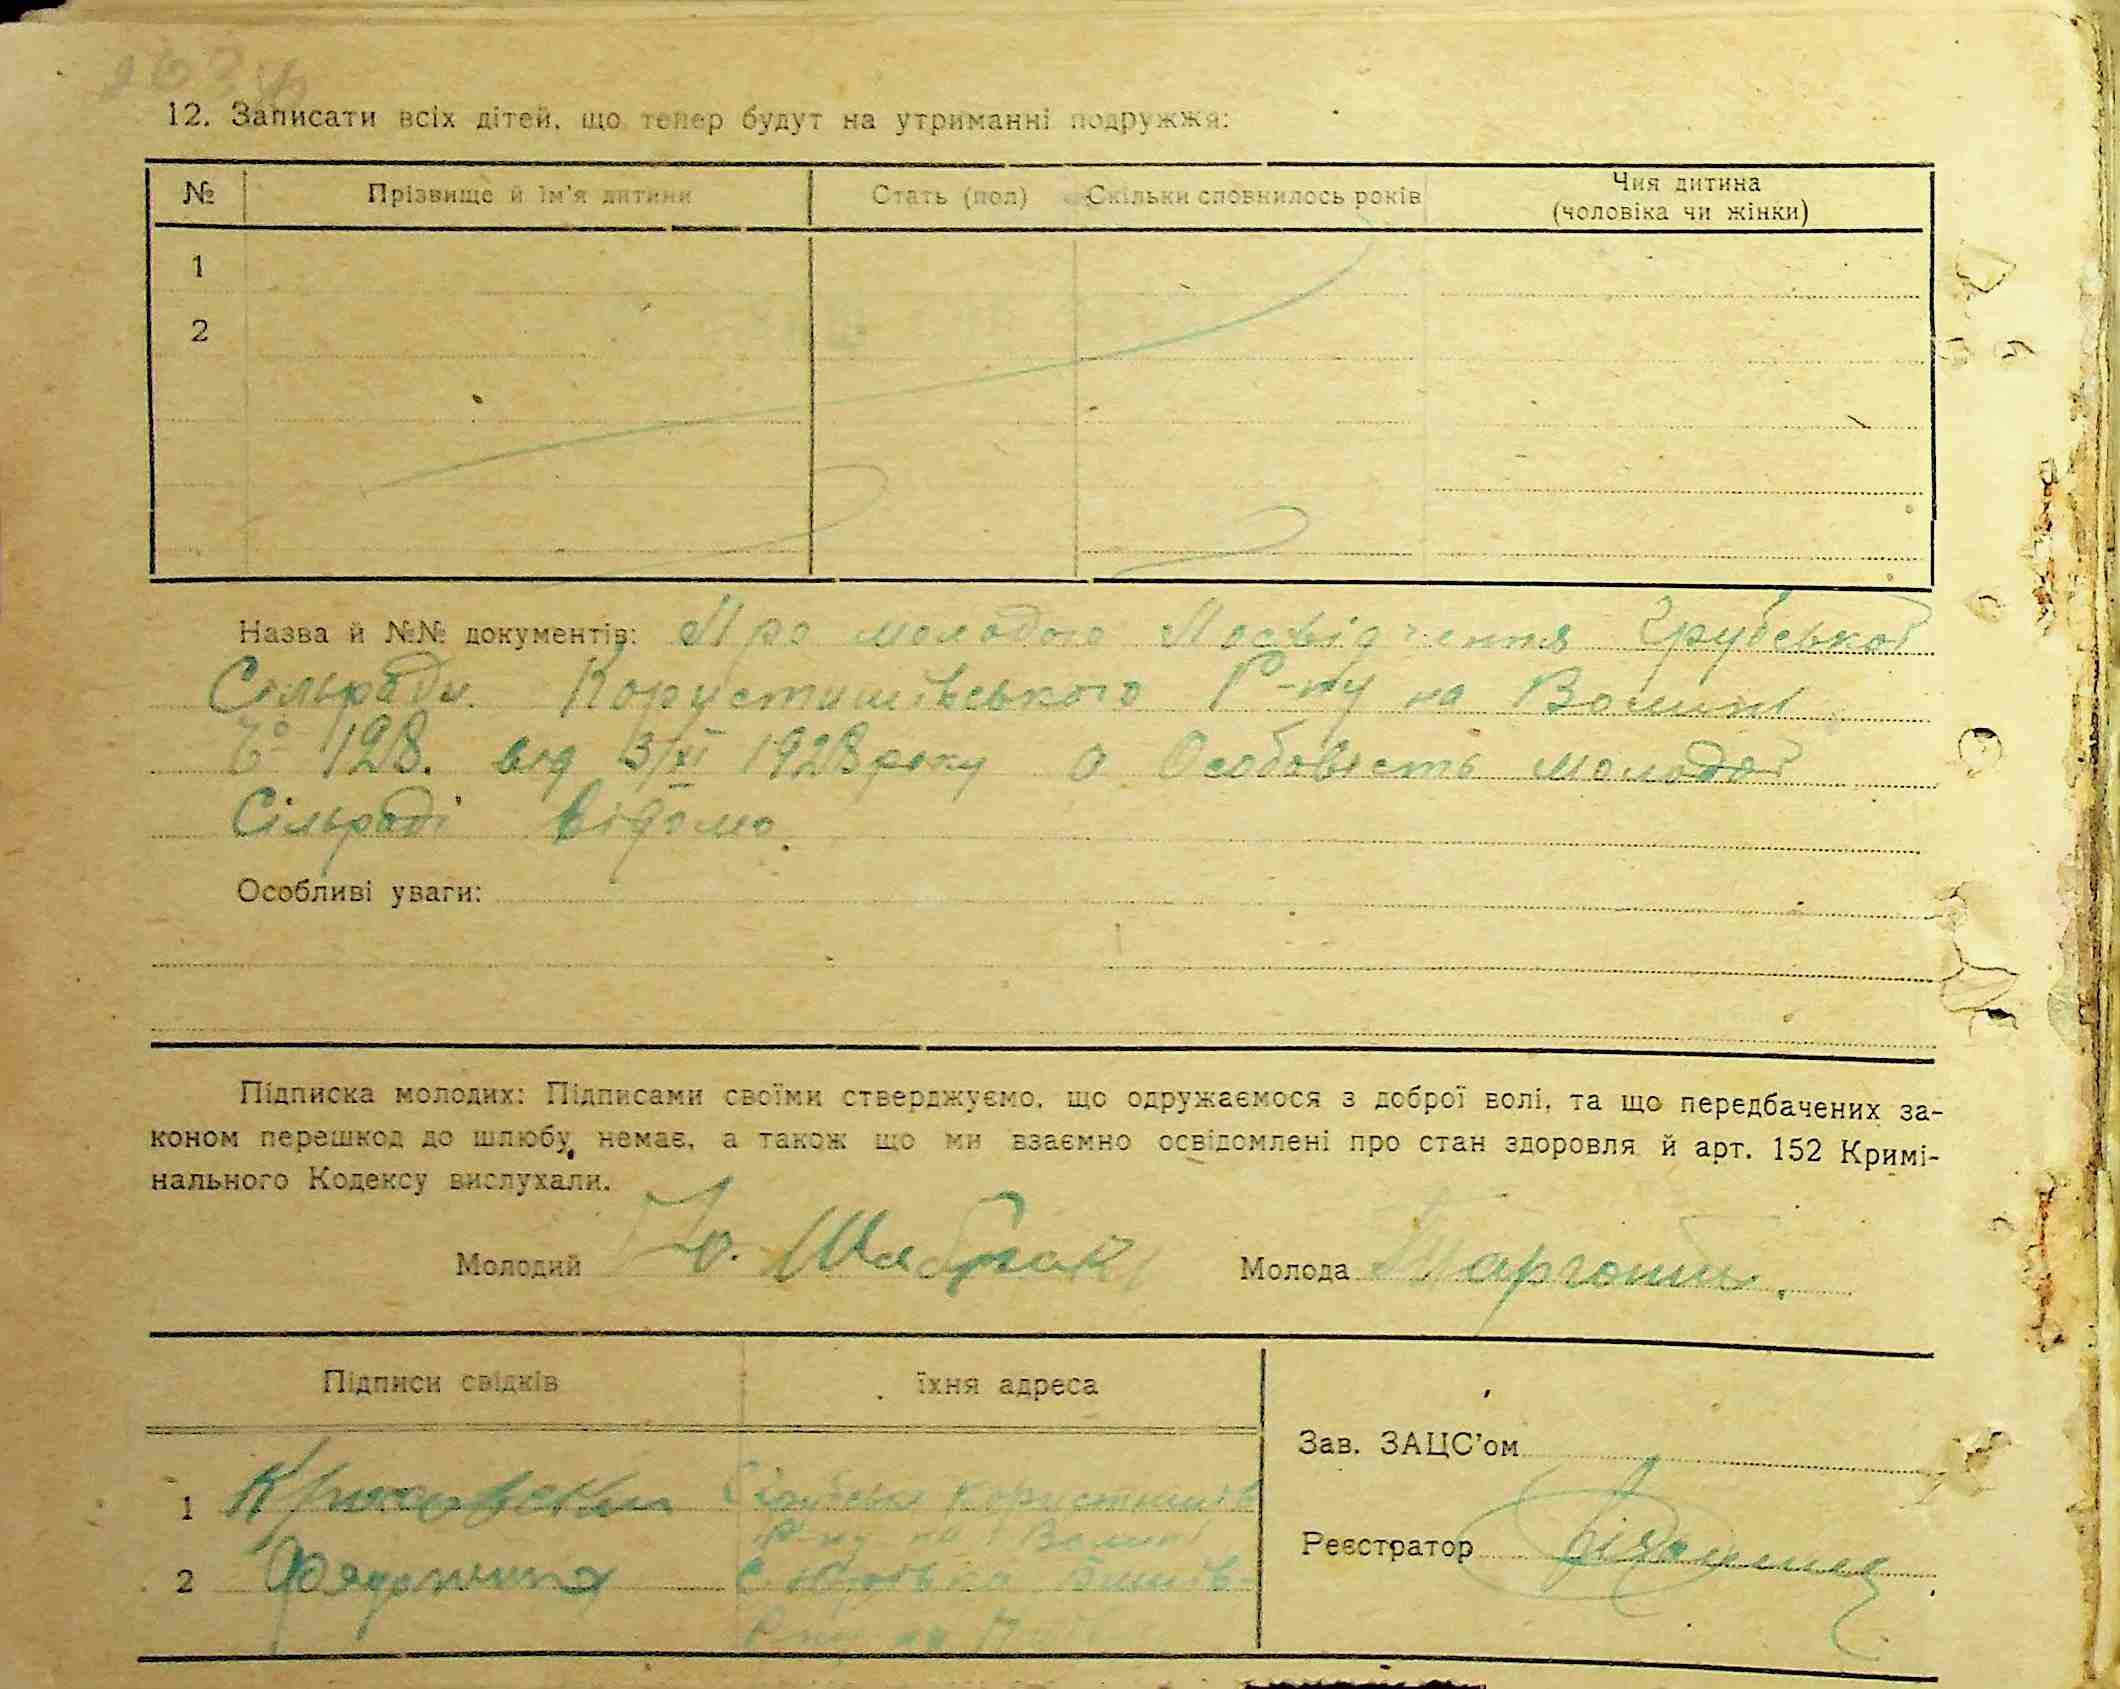 12. Записати всіх дітей, що тепер будут на утриманні подружжя:
№ Прізвище й ім'я дитини Стать (пол) Скільки сповнилось років Чия дитина (чоловіка чи жінки)
1
2
Назва й №№ документів: Про молодого Посвідчення Грубської
Сільради Коростишівського Р-ну на Волині
№ 128. від 3/XI 1928 року о Особовість молодой
Сільраді відомо
Особливі уваги:
Підписка молодих: Підписами своїми стверджуємо, що одружаємося з доброї волі, та що передбачених за-
коном перешкод до шлюбу немає, а також що ми взаємно освідомлені про стан здоровля й арт. 152 Кримі-
нального Кодексу вислухали.
Молодий Молода
Підписи свідків їхня адреса
Зав. ЗАЦС'ом
1
Р-ну на Волині
Реєстратор
2